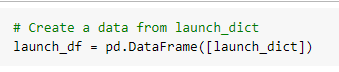 # Create a data from launch_dict
launch_df = pd.DataFrame([launch_dict])